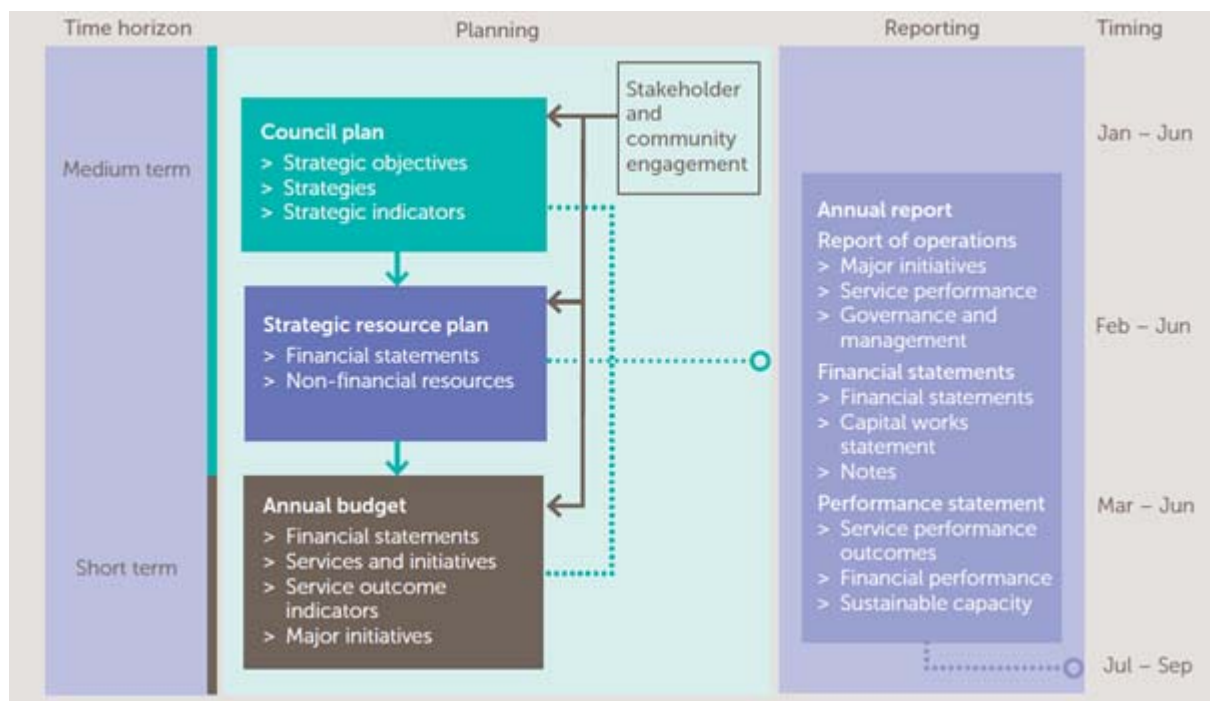 Time horizon
Planning
Reporting
Timing
Medium term
Short term
Council plan
> Strategic objectives
> Strategies
> Strategic indicators
Strategic resource plan
> Financial statements
> Non-financial resources
Annual budget
> Financial statements
> Services and initiatives
> Service outcome
indicators
> Major initiatives
Stakeholder
and
community
engagement
Annual report
Report of operations
> Major initiatives
> Service performance
> Governance and
management
Financial statements
> Financial statements
> Capital works
statement
> Notes
Performance statement
> Service performance
outcomes
> Financial performance
> Sustainable capacity
Jan – Jun
Feb – Jun
Mar – Jun
Jul – Sep